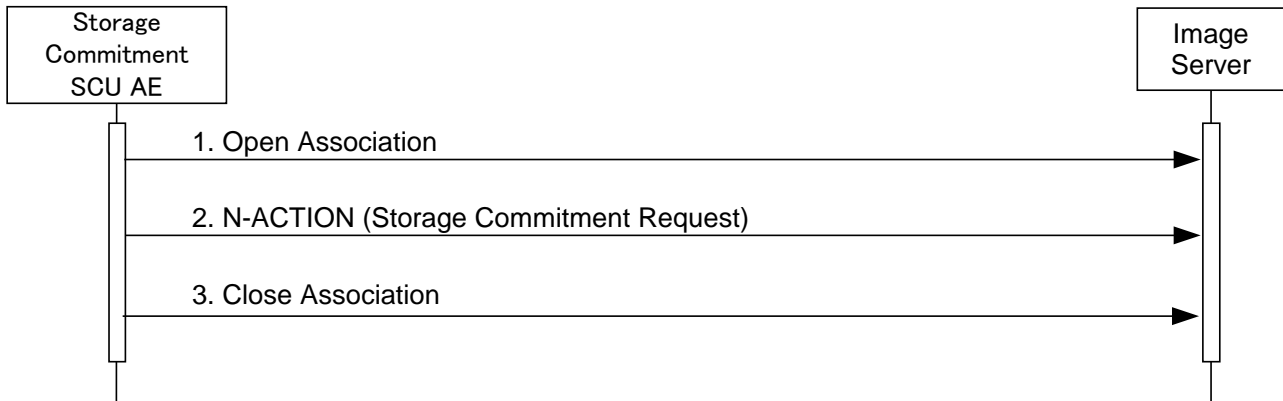 Storage
Commitment
SCU AE
Image
Server
1. Open Association
2. N-ACTION (Storage Commitment Request)
3. Close Association